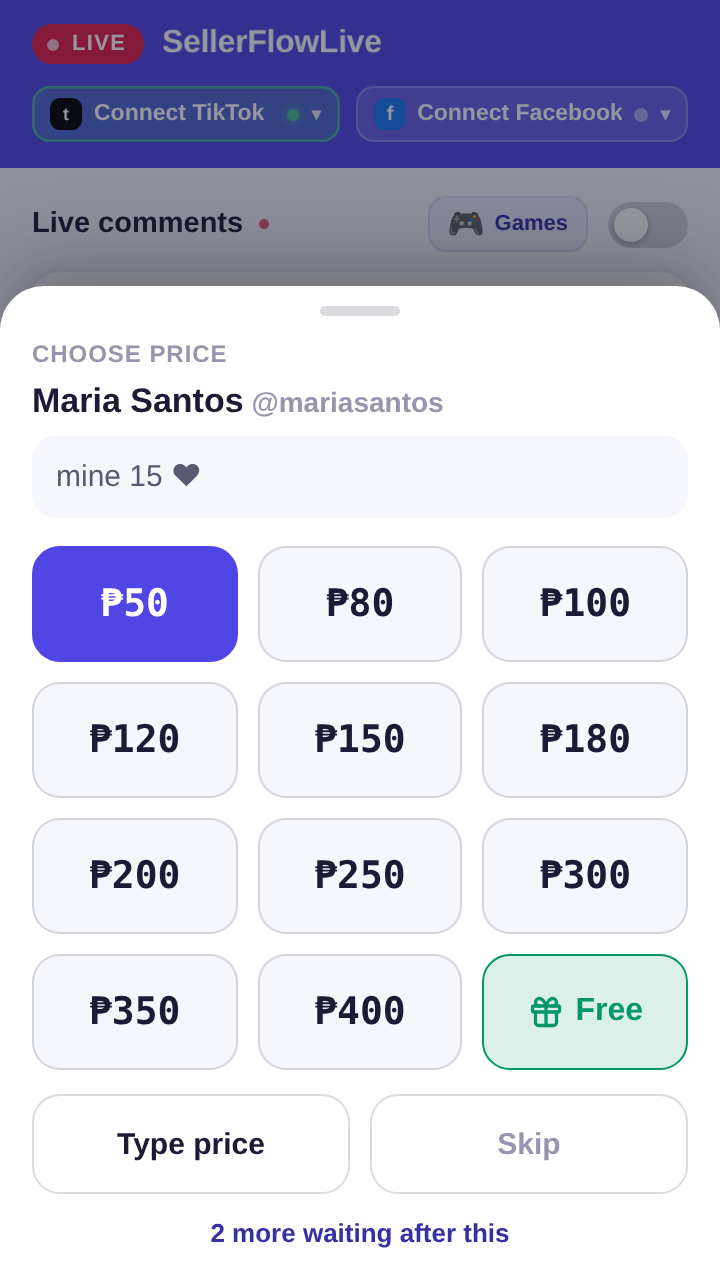 LIVE SellerFlowLive
t Connect TikTok ▾ f Connect Facebook ▾
Live comments 🎮 Games
CHOOSE PRICE
Maria Santos @mariasantos
mine 15 ♥
₱50 ₱80 ₱100
₱120 ₱150 ₱180
₱200 ₱250 ₱300
₱350 ₱400 Free
Type price Skip
2 more waiting after this